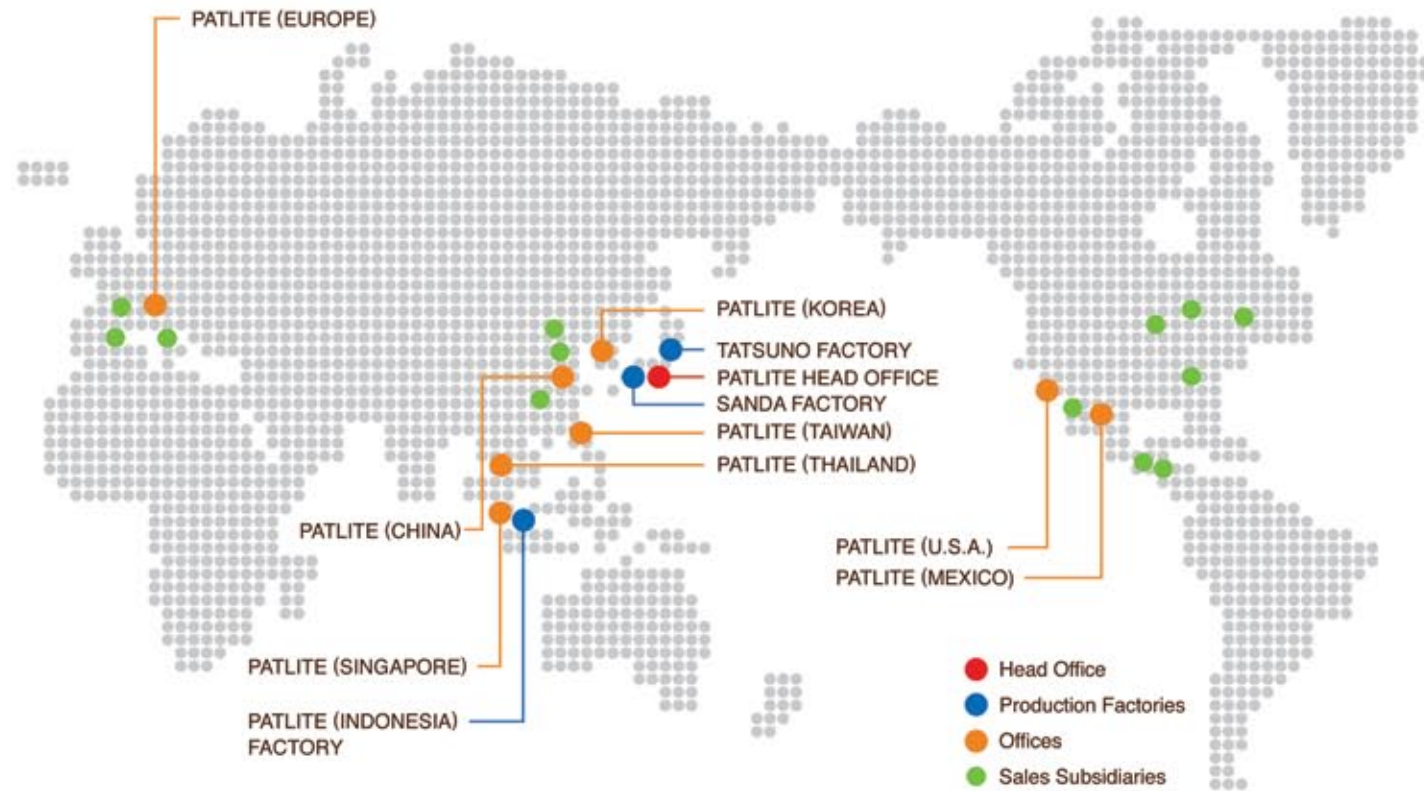 PATLITE (EUROPE)
PATLITE (KOREA)
TATSUNO FACTORY
PATLITE HEAD OFFICE
SANDA FACTORY
PATLITE (TAIWAN)
PATLITE (THAILAND)
PATLITE (CHINA)
PATLITE (U.S.A.)
PATLITE (MEXICO)
PATLITE (SINGAPORE)
PATLITE (INDONESIA)
FACTORY
Head Office
Production Factories
Offices
Sales Subsidiaries